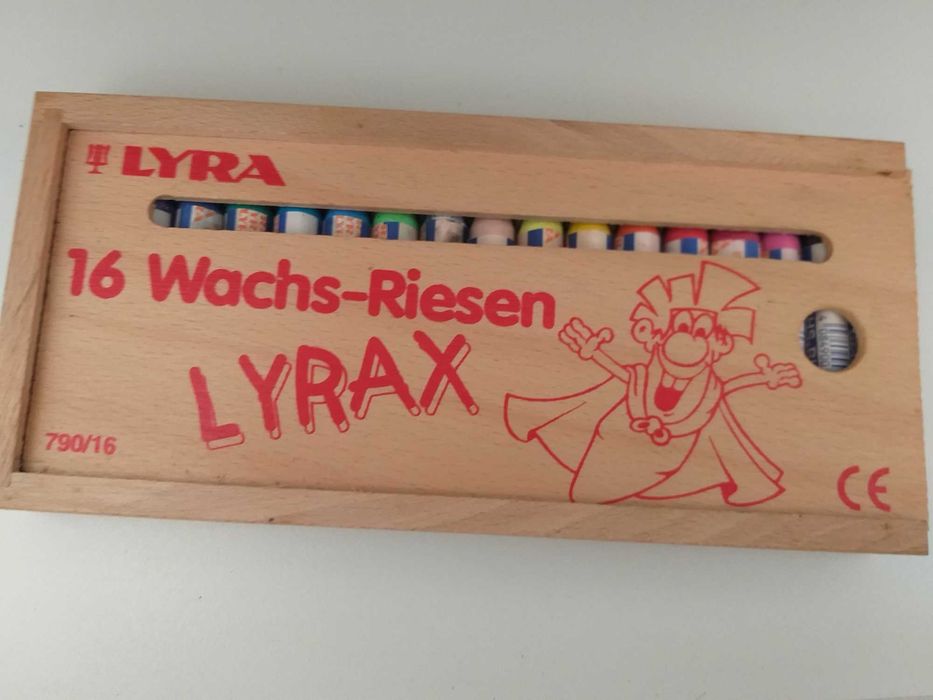 LYRA
16 Wachs-Riesen
LYRAX
790/16
CE